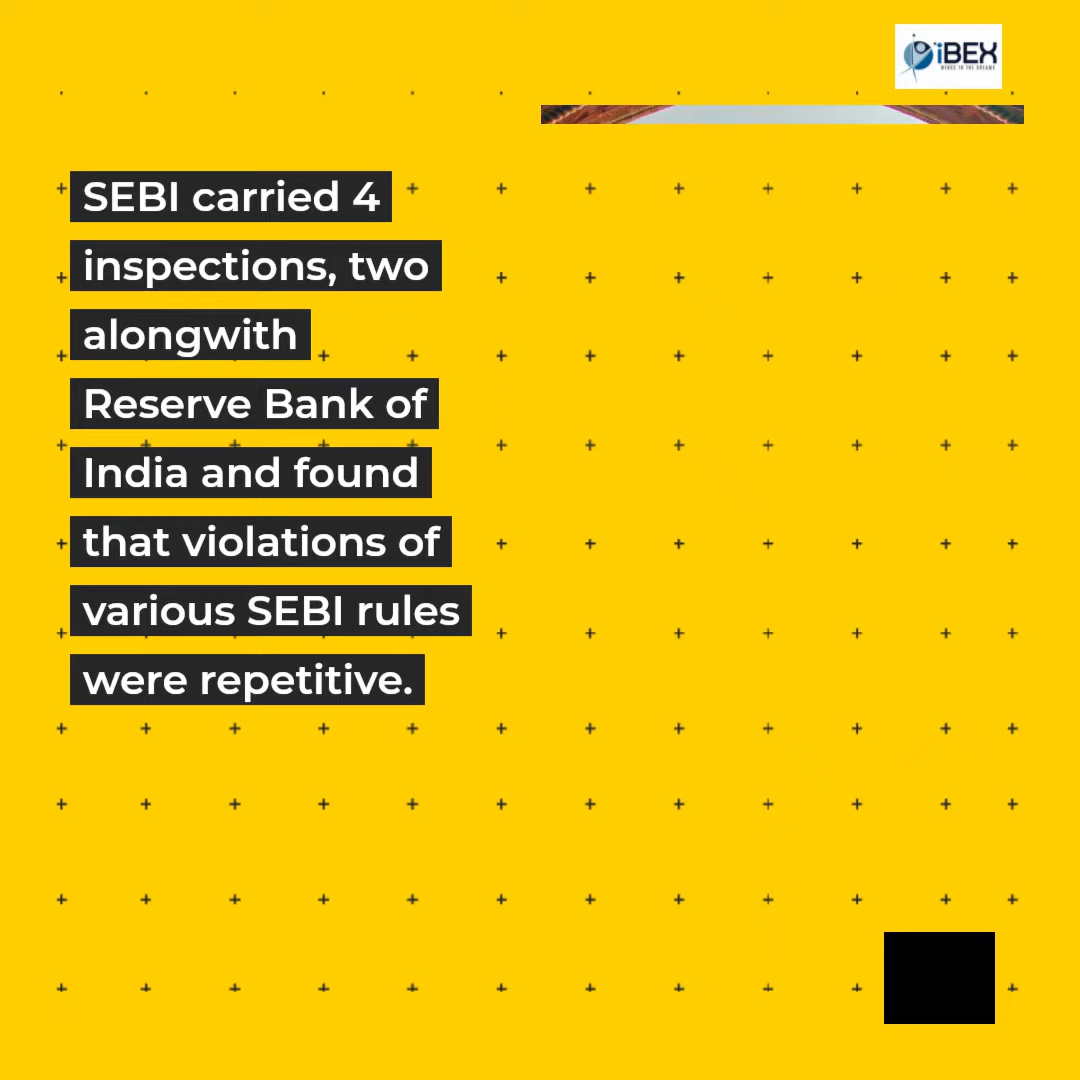 iBEX
SEBI carried 4
inspections, two
alongwith
Reserve Bank of
India and found
that violations of
various SEBI rules
were repetitive.